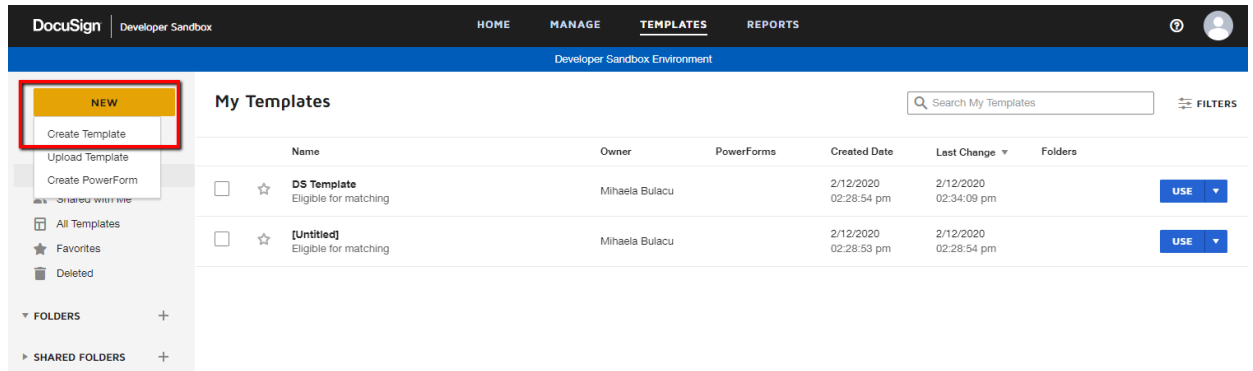 DocuSign Developer Sandbox HOME MANAGE TEMPLATES REPORTS
Developer Sandbox Environment
NEW
Create Template
Upload Template
Create PowerForm
Shared with Me
All Templates
Favorites
Deleted
FOLDERS
SHARED FOLDERS
My Templates
Search My Templates
FILTERS
Name Owner PowerForms Created Date Last Change Folders
DS Template Mihaela Bulacu 2/12/2020 2/12/2020 USE
Eligible for matching 02:28:54 pm 02:34:09 pm
[Untitled] Mihaela Bulacu 2/12/2020 2/12/2020 USE
Eligible for matching 02:28:53 pm 02:28:54 pm